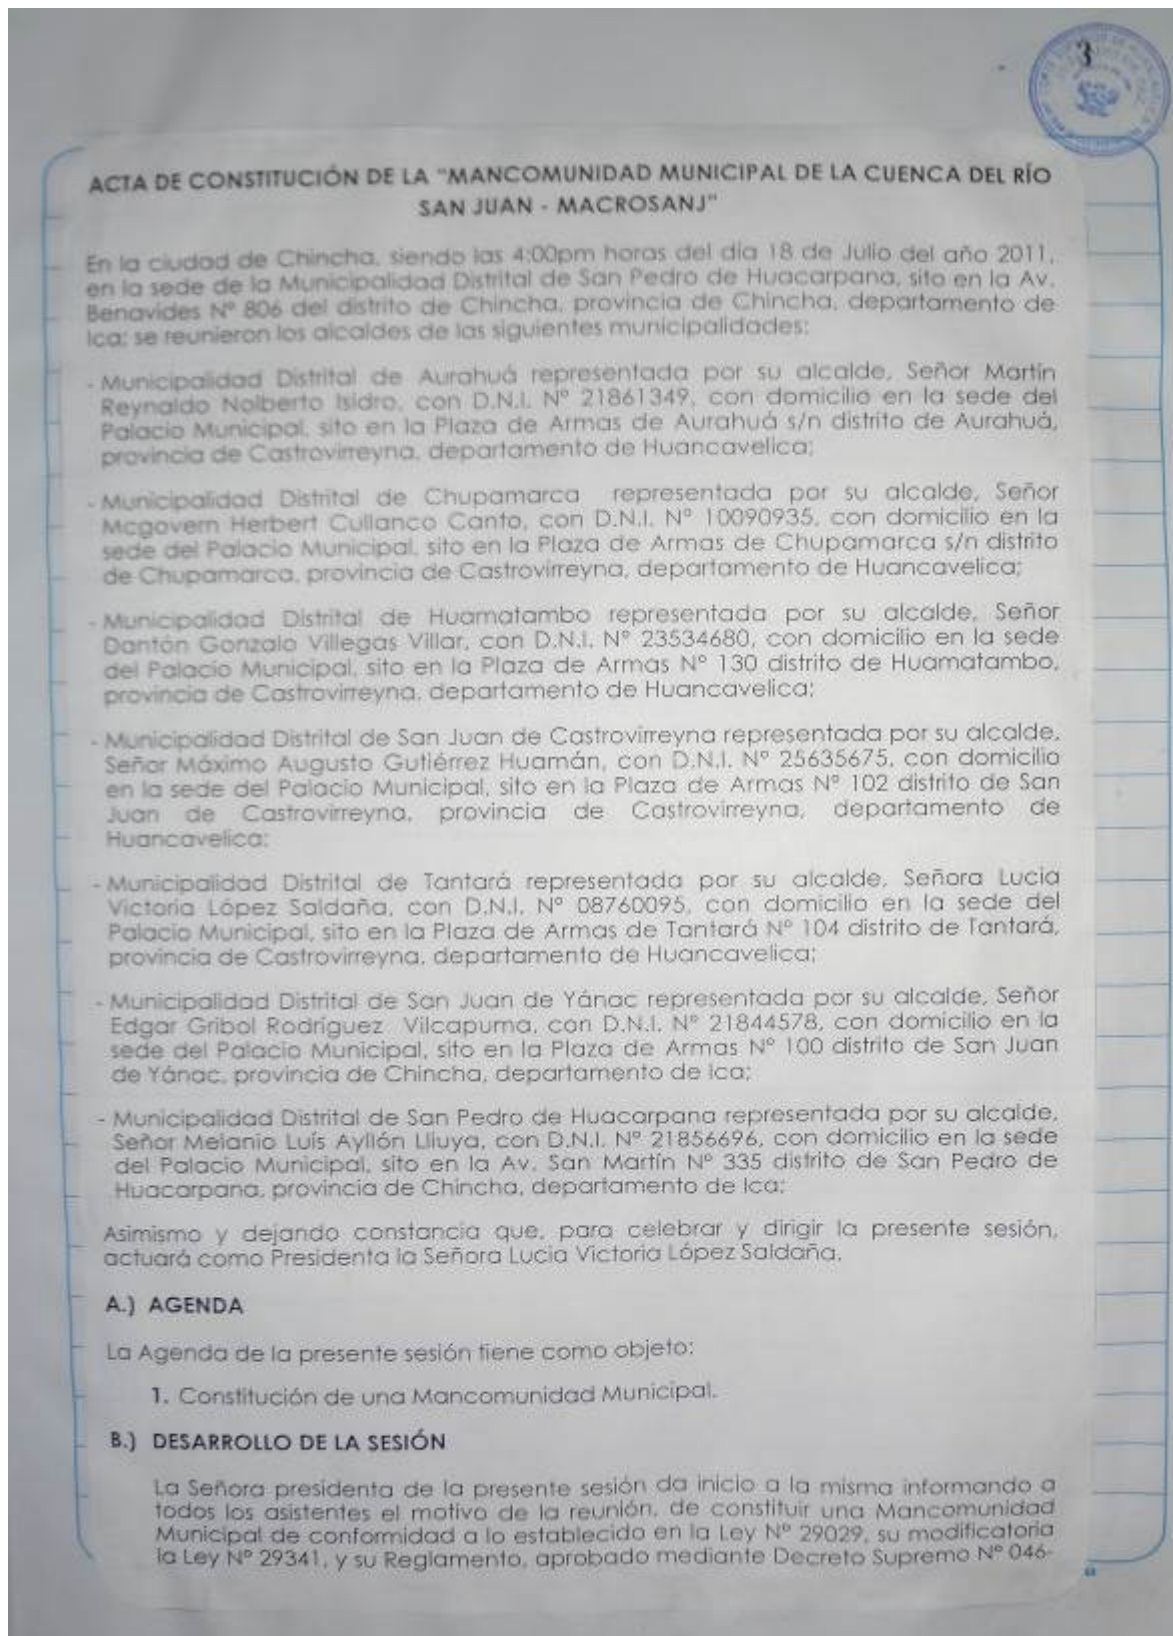 3
ACTA DE CONSTITUCIÓN DE LA "MANCOMUNIDAD MUNICIPAL DE LA CUENCA DEL RÍO
SAN JUAN - MACROSANJ"
En la ciudad de Chincha, siendo las 4:00pm horas del día 18 de Julio del año 2011,
en la sede de la Municipalidad Distrital de San Pedro de Huacarpana, sito en la Av.
Benavides Nº 806 del distrito de Chincha, provincia de Chincha, departamento de
Ica; se reunieron los alcaldes de las siguientes municipalidades:
- Municipalidad Distrital de Aurahuá representada por su alcalde, Señor Martín
Reynaldo Nolberto Isidro, con D.N.I. Nº 21861349, con domicilio en la sede del
Palacio Municipal, sito en la Plaza de Armas de Aurahuá s/n distrito de Aurahuá,
provincia de Castrovirreyna, departamento de Huancavelica;
- Municipalidad Distrital de Chupamarca representada por su alcalde, Señor
Mcgovern Herbert Cullanco Canto, con D.N.I. Nº 10090935, con domicilio en la
sede del Palacio Municipal, sito en la Plaza de Armas de Chupamarca s/n distrito
de Chupamarca, provincia de Castrovirreyna, departamento de Huancavelica;
- Municipalidad Distrital de Huamatambo representada por su alcalde, Señor
Dantón Gonzalo Villegas Villar, con D.N.I. Nº 23534680, con domicilio en la sede
del Palacio Municipal, sito en la Plaza de Armas Nº 130 distrito de Huamatambo,
provincia de Castrovirreyna, departamento de Huancavelica;
- Municipalidad Distrital de San Juan de Castrovirreyna representada por su alcalde,
Señor Máximo Augusto Gutiérrez Huamán, con D.N.I. Nº 25635675, con domicilio
en la sede del Palacio Municipal, sito en la Plaza de Armas Nº 102 distrito de San
Juan de Castrovirreyna, provincia de Castrovirreyna, departamento de
Huancavelica;
- Municipalidad Distrital de Tantará representada por su alcalde, Señora Lucia
Victoria López Saldaña, con D.N.I. Nº 08760095, con domicilio en la sede del
Palacio Municipal, sito en la Plaza de Armas de Tantará Nº 104 distrito de Tantará,
provincia de Castrovirreyna, departamento de Huancavelica;
- Municipalidad Distrital de San Juan de Yánac representada por su alcalde, Señor
Edgar Gribol Rodríguez Vilcapuma, con D.N.I. Nº 21844578, con domicilio en la
sede del Palacio Municipal, sito en la Plaza de Armas Nº 100 distrito de San Juan
de Yánac, provincia de Chincha, departamento de Ica;
- Municipalidad Distrital de San Pedro de Huacarpana representada por su alcalde,
Señor Melanio Luís Ayllón Lliuya, con D.N.I. Nº 21856696, con domicilio en la sede
del Palacio Municipal, sito en la Av. San Martín Nº 335 distrito de San Pedro de
Huacarpana, provincia de Chincha, departamento de Ica;
Asimismo y dejando constancia que, para celebrar y dirigir la presente sesión,
actuará como Presidenta la Señora Lucia Victoria López Saldaña.
A.) AGENDA
La Agenda de la presente sesión tiene como objeto:
1. Constitución de una Mancomunidad Municipal.
B.) DESARROLLO DE LA SESIÓN
La Señora presidenta de la presente sesión da inicio a la misma informando a
todos los asistentes el motivo de la reunión, de constituir una Mancomunidad
Municipal de conformidad a lo establecido en la Ley Nº 29029, su modificatoria
la Ley Nº 29341, y su Reglamento, aprobado mediante Decreto Supremo Nº 046-